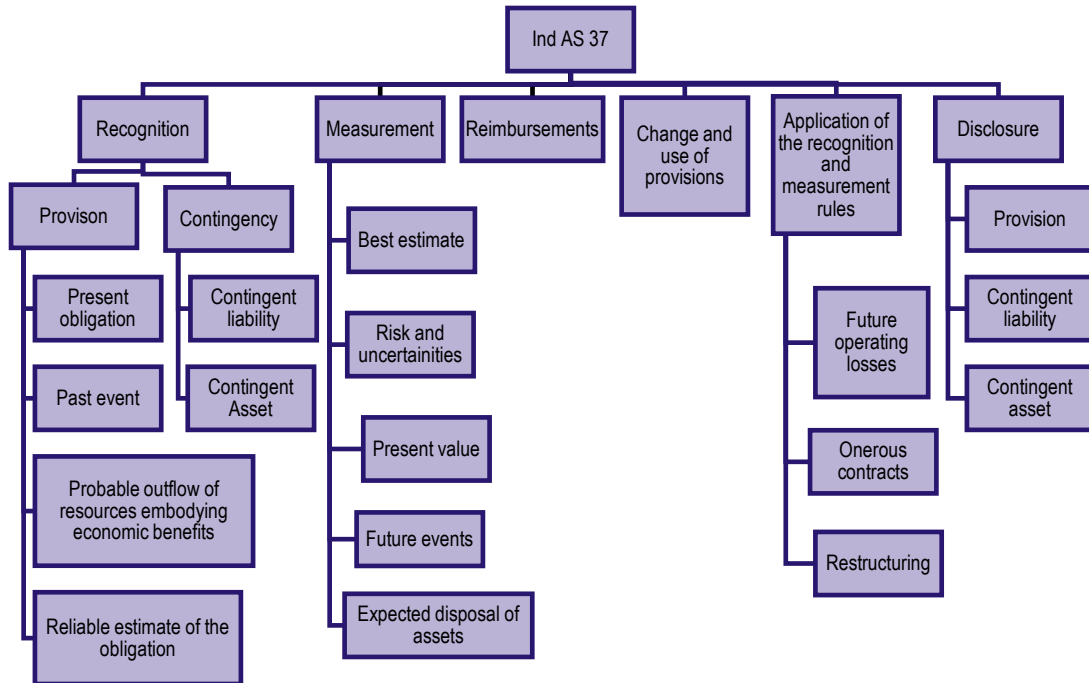 Ind AS 37
Recognition
Measurement
Reimbursements
Change and
use of
provisions
Application of
the recognition
and
measurement
rules
Disclosure
Provison
Contingency
Present
obligation
Past event
Probable outflow of
resources embodying
economic benefits
Reliable estimate of the
obligation
Contingent
liability
Contingent
Asset
Best estimate
Risk and
uncertainities
Present value
Future events
Expected disposal of
assets
Future
operating
losses
Onerous
contracts
Restructuring
Provision
Contingent
liability
Contingent
asset